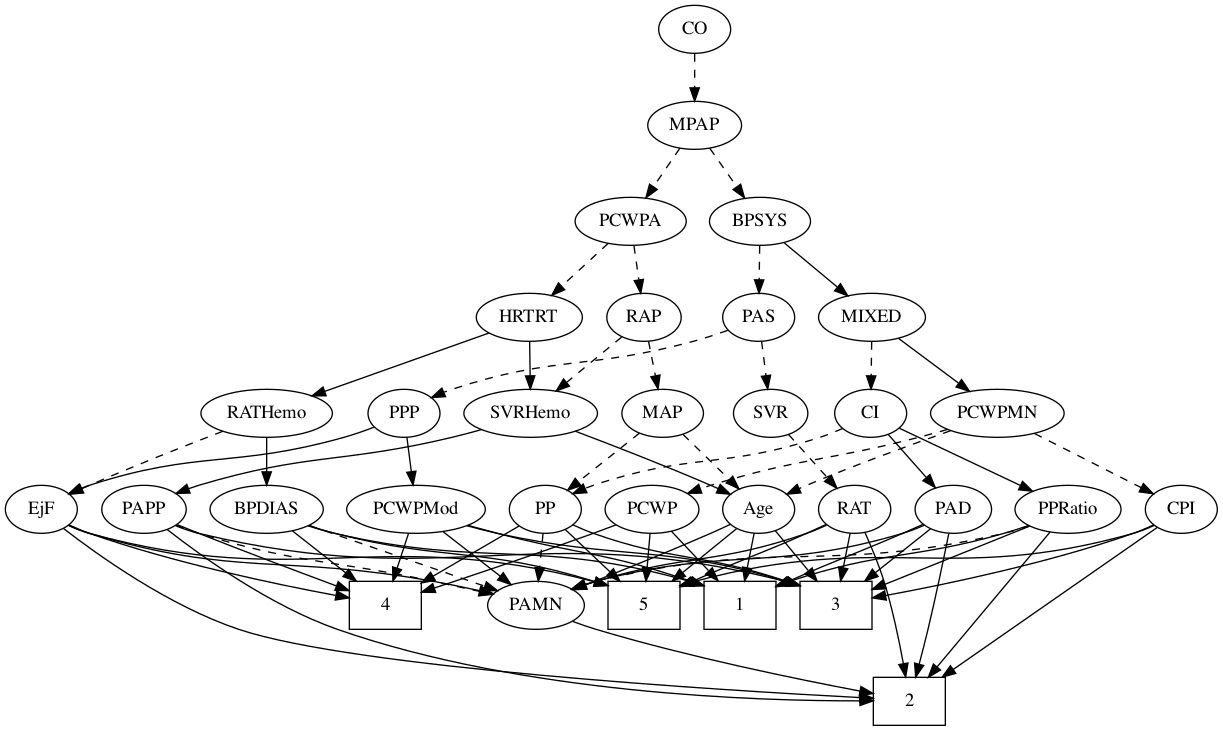 CO
MPAP
PCWPA
BPSYS
HRTRT
RAP
PAS
MIXED
RATHemo
PPP
SVRHemo
MAP
SVR
CI
PCWPMN
EjF
PAPP
BPDIAS
PCWPMod
PP
PCWP
Age
RAT
PAD
PPRatio
CPI
4
PAMN
5
1
3
2